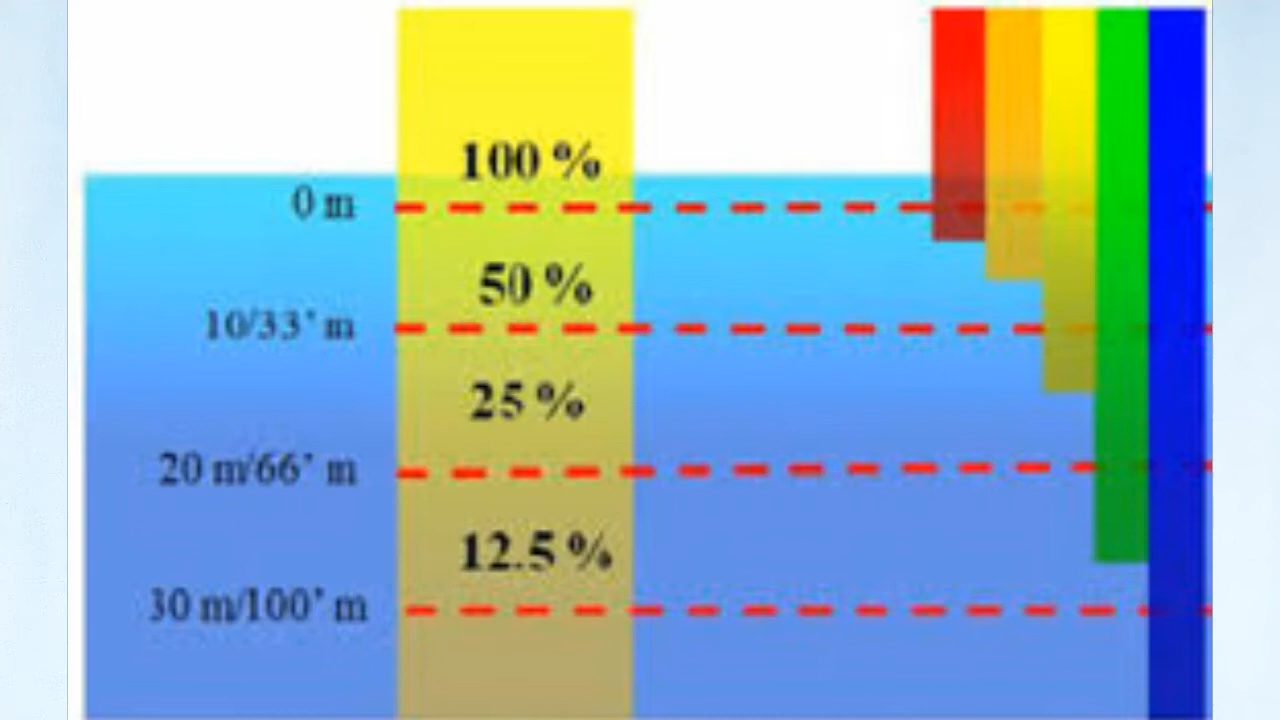 100 %
0 m
50 %
10/33’ m
25 %
20 m/66’ m
12.5 %
30 m/100’ m